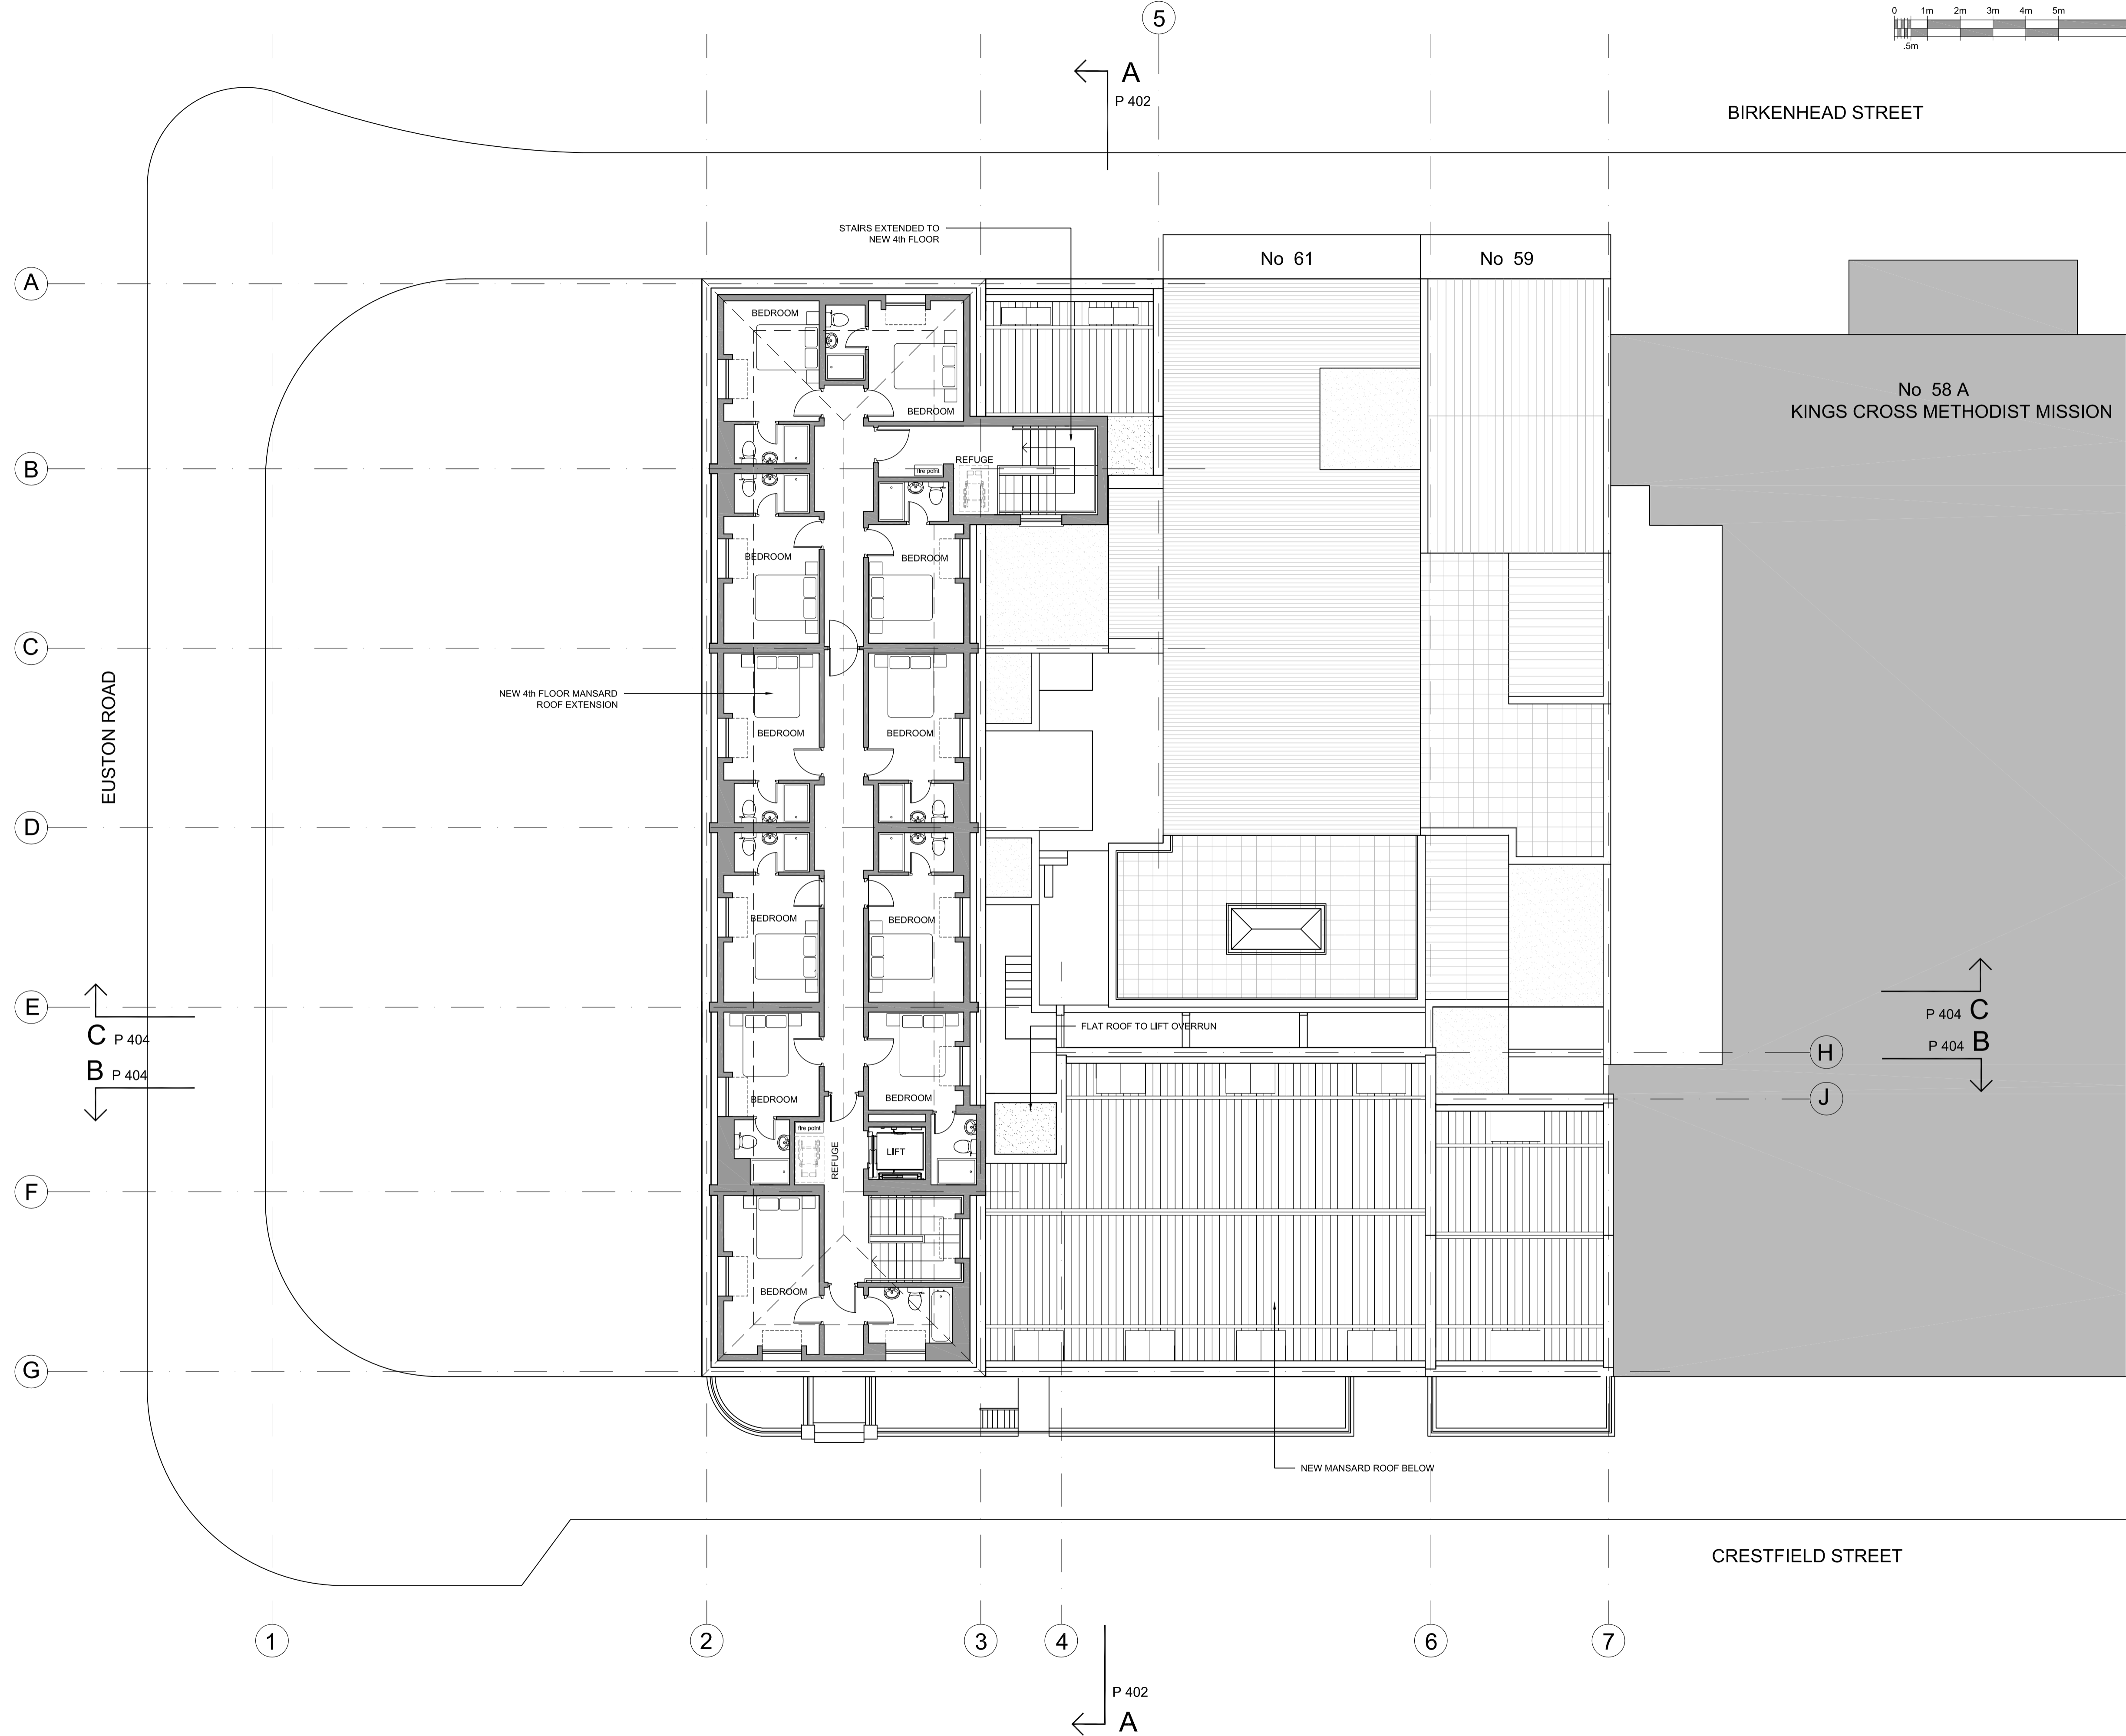 5
0 1m 2m 3m 4m 5m
.5m
A
P 402
BIRKENHEAD STREET
STAIRS EXTENDED TO
NEW 4th FLOOR
No 61
No 59
A
BEDROOM
BEDROOM
No 58 A
KINGS CROSS METHODIST MISSION
B
REFUGE
fire point
BEDROOM
BEDROOM
C
EUSTON ROAD
NEW 4th FLOOR MANSARD
ROOF EXTENSION
BEDROOM
BEDROOM
D
BEDROOM
BEDROOM
E
C P 404
B P 404
FLAT ROOF TO LIFT OVERRUN
P 404 C
P 404 B
H
J
BEDROOM
BEDROOM
fire point
REFUGE
LIFT
F
BEDROOM
G
NEW MANSARD ROOF BELOW
CRESTFIELD STREET
1
2
3
4
6
7
P 402
A